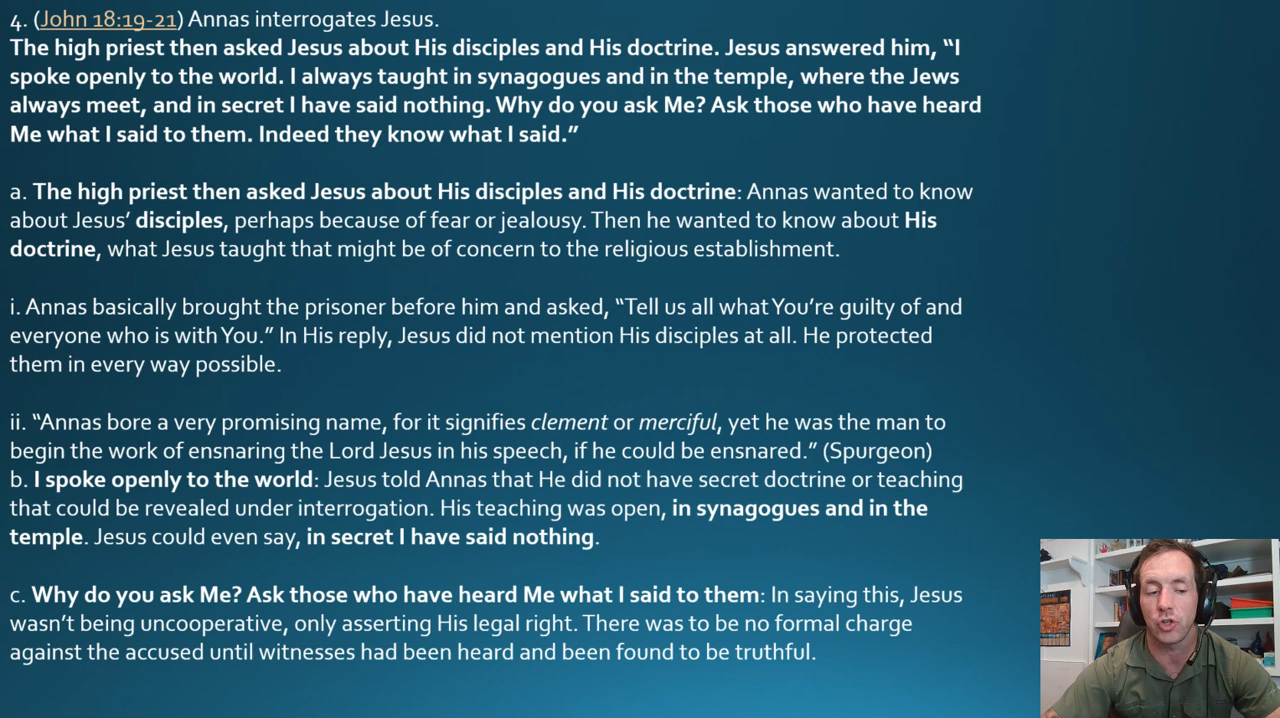 4. (John 18:19-21) Annas interrogates Jesus.
The high priest then asked Jesus about His disciples and His doctrine. Jesus answered him, “I
spoke openly to the world. I always taught in synagogues and in the temple, where the Jews
always meet, and in secret I have said nothing. Why do you ask Me? Ask those who have heard
Me what I said to them. Indeed they know what I said.”
a. The high priest then asked Jesus about His disciples and His doctrine: Annas wanted to know
about Jesus’ disciples, perhaps because of fear or jealousy. Then he wanted to know about His
doctrine, what Jesus taught that might be of concern to the religious establishment.
i. Annas basically brought the prisoner before him and asked, “Tell us all what You’re guilty of and
everyone who is with You.” In His reply, Jesus did not mention His disciples at all. He protected
them in every way possible.
ii. “Annas bore a very promising name, for it signifies clement or merciful, yet he was the man to
begin the work of ensnaring the Lord Jesus in his speech, if he could be ensnared.” (Spurgeon)
b. I spoke openly to the world: Jesus told Annas that He did not have secret doctrine or teaching
that could be revealed under interrogation. His teaching was open, in synagogues and in the
temple. Jesus could even say, in secret I have said nothing.
c. Why do you ask Me? Ask those who have heard Me what I said to them: In saying this, Jesus
wasn’t being uncooperative, only asserting His legal right. There was to be no formal charge
against the accused until witnesses had been heard and been found to be truthful.